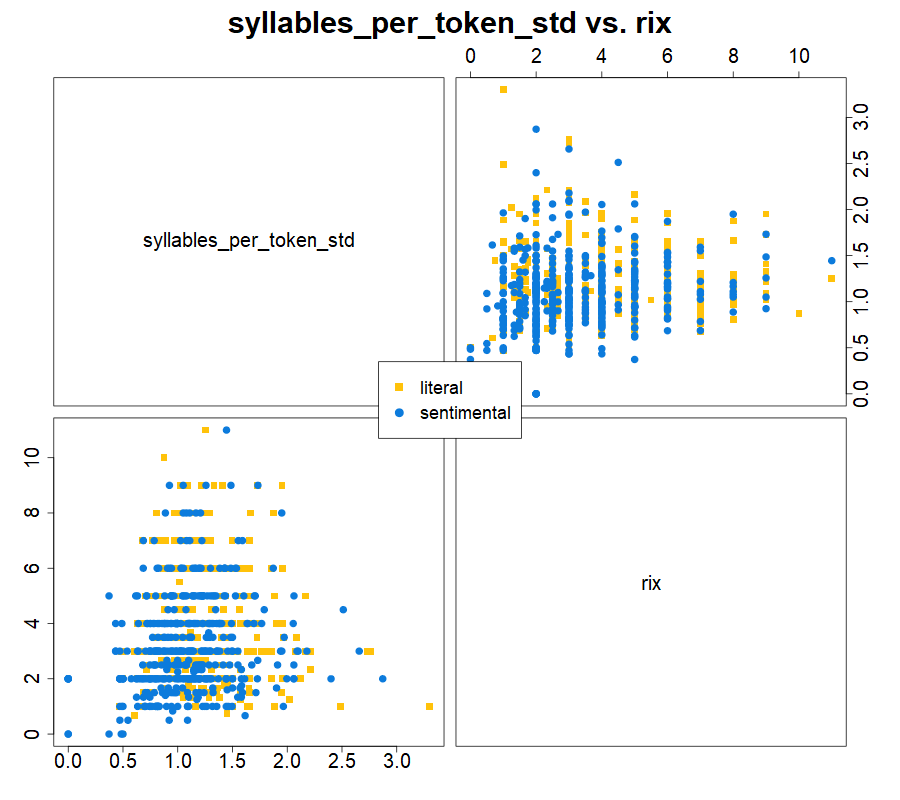 syllables_per_token_std vs. rix
0 2 4 6 8 10
syllables_per_token_std
0.0 0.5 1.0 1.5 2.0 2.5 3.0
literal
sentimental
0 2 4 6 8 10
rix
0.0 0.5 1.0 1.5 2.0 2.5 3.0